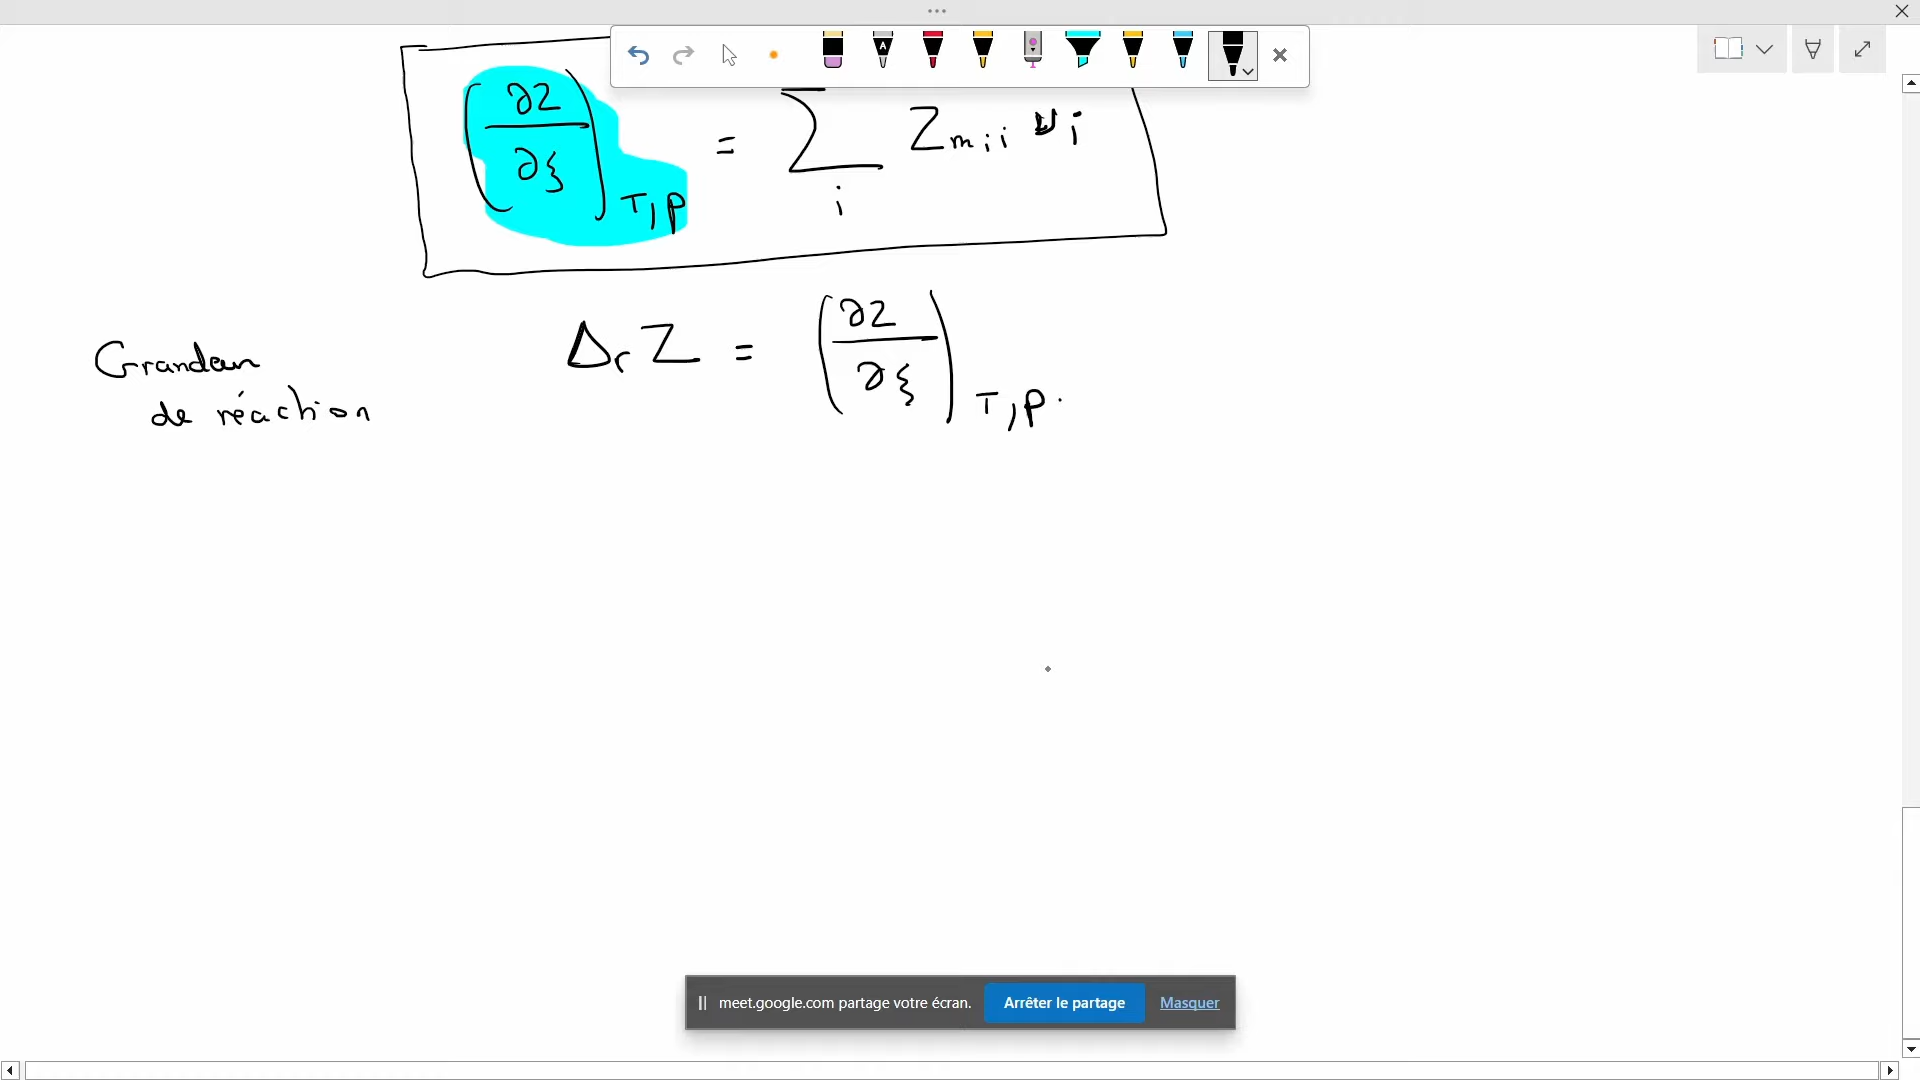 (∂Z/∂ξ)T,P = Σi Zm,i νi
ΔrZ = (∂Z/∂ξ)T,P
Grandeur
de réaction
meet.google.com partage votre écran. Arrêter le partage Masquer